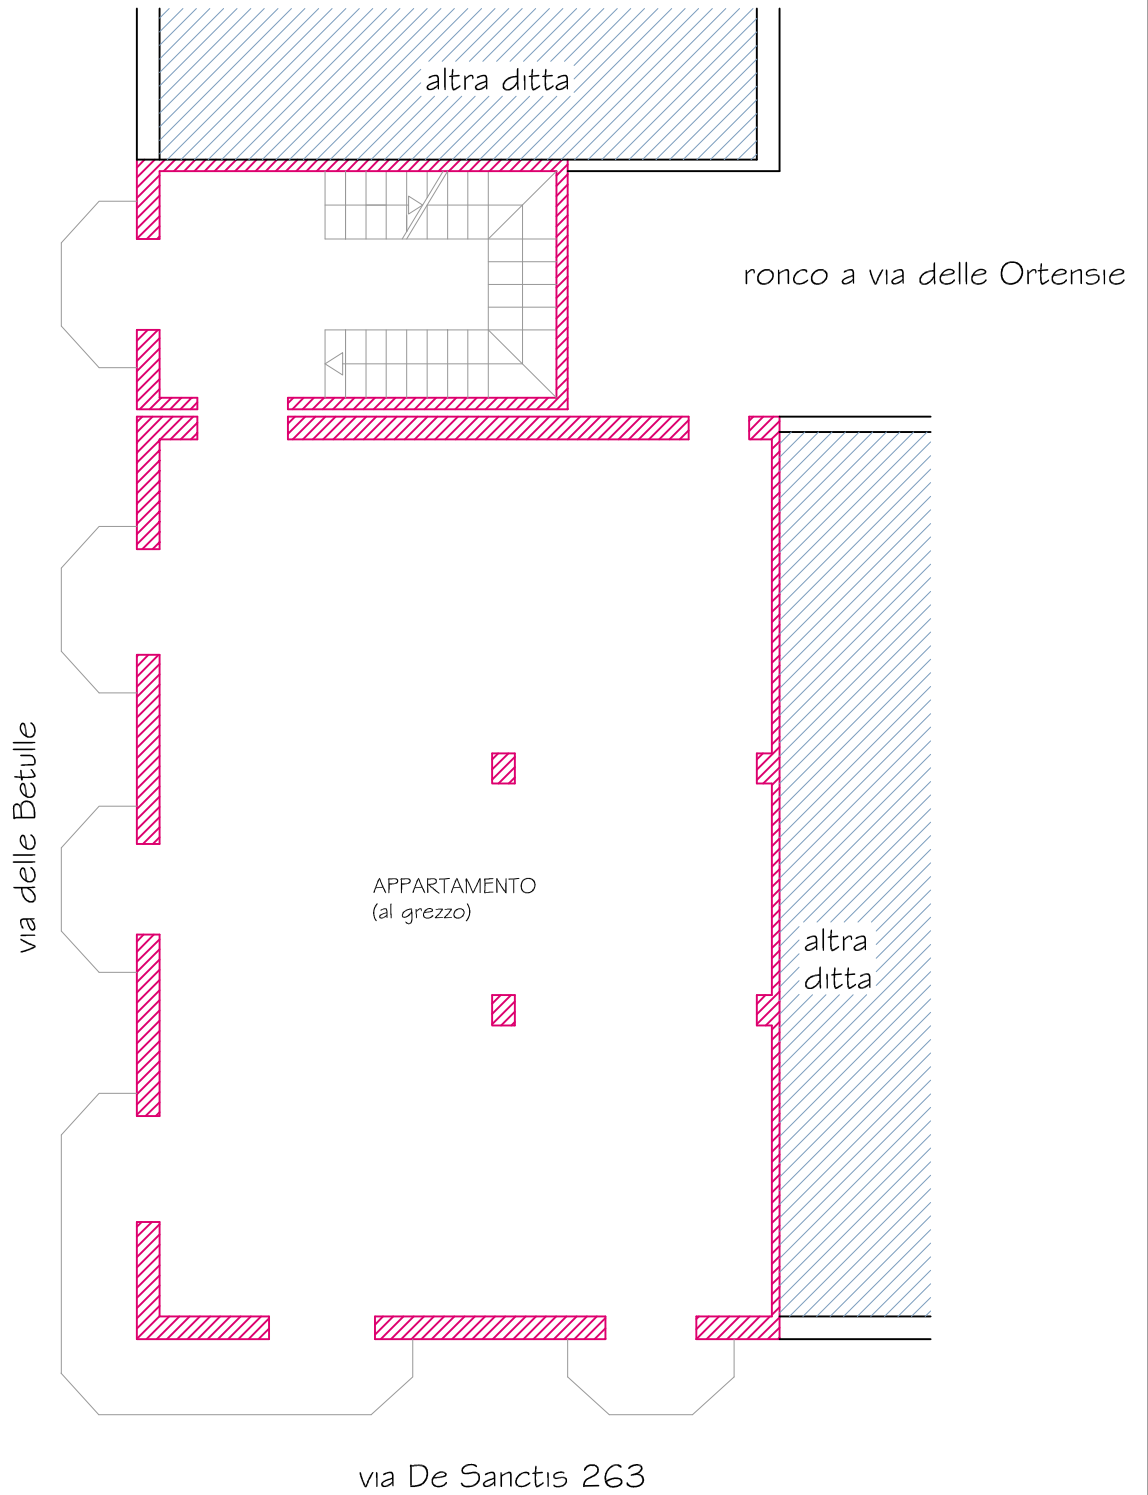 altra ditta
ronco a via delle Ortensie
via delle Betulle
APPARTAMENTO
(al grezzo)
altra
ditta
via De Sanctis 263